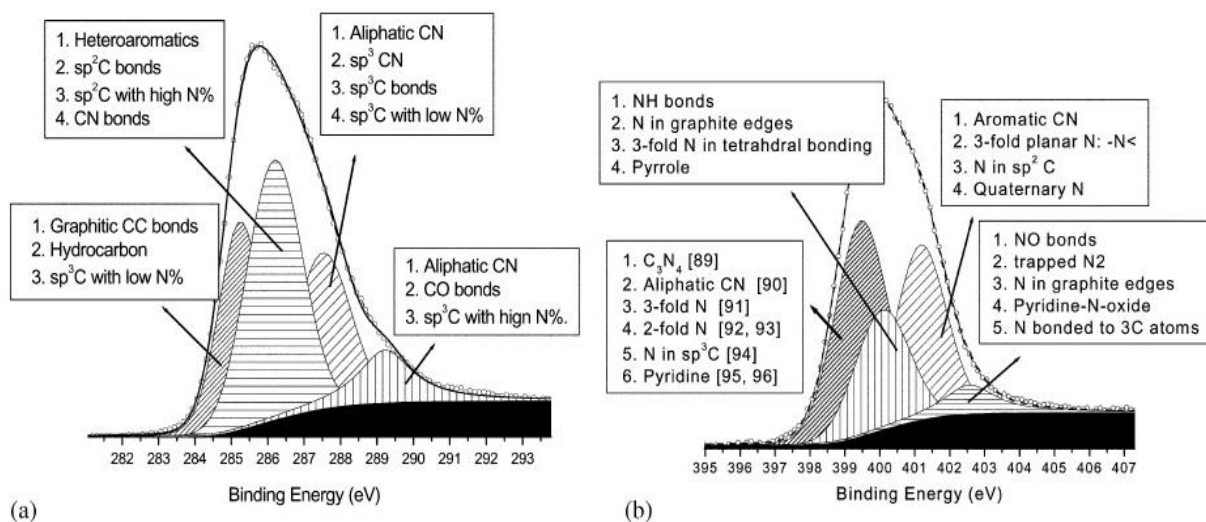 1. Heteroaromatics
2. sp²C bonds
3. sp²C with high N%
4. CN bonds
1. Aliphatic CN
2. sp³ CN
3. sp³C bonds
4. sp³C with low N%
1. Graphitic CC bonds
2. Hydrocarbon
3. sp³C with low N%
1. Aliphatic CN
2. CO bonds
3. sp³C with hign N%.
282 283 284 285 286 287 288 289 290 291 292 293
Binding Energy (eV)
(a)
1. NH bonds
2. N in graphite edges
3. 3-fold N in tetrahdral bonding
4. Pyrrole
1. Aromatic CN
2. 3-fold planar N: -N<
3. N in sp² C
4. Quaternary N
1. C₃N₄ [89]
2. Aliphatic CN [90]
3. 3-fold N [91]
4. 2-fold N [92, 93]
5. N in sp³C [94]
6. Pyridine [95, 96]
1. NO bonds
2. trapped N2
3. N in graphite edges
4. Pyridine-N-oxide
5. N bonded to 3C atoms
395 396 397 398 399 400 401 402 403 404 405 406 407
Binding Energy (eV)
(b)